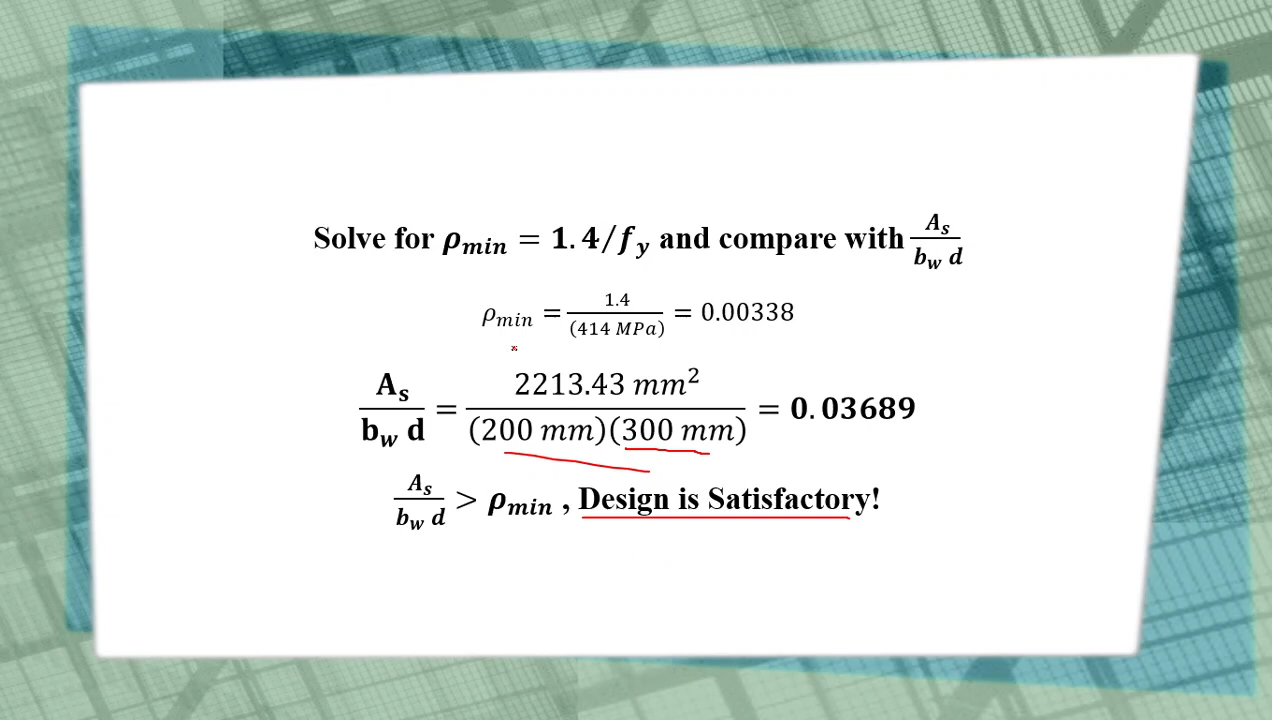 Solve for ρ_min = 1.4/f_y and compare with A_s / b_w d
ρ_min = 1.4 / (414 MPa) = 0.00338
A_s / b_w d = 2213.43 mm² / (200 mm)(300 mm) = 0.03689
A_s / b_w d > ρ_min , Design is Satisfactory!